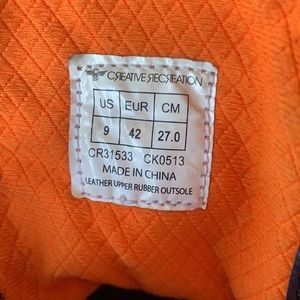 CREATIVE RECREATION
US EUR CM
9 42 27.0
CR31533 CK0513
MADE IN CHINA
LEATHER UPPER RUBBER OUTSOLE